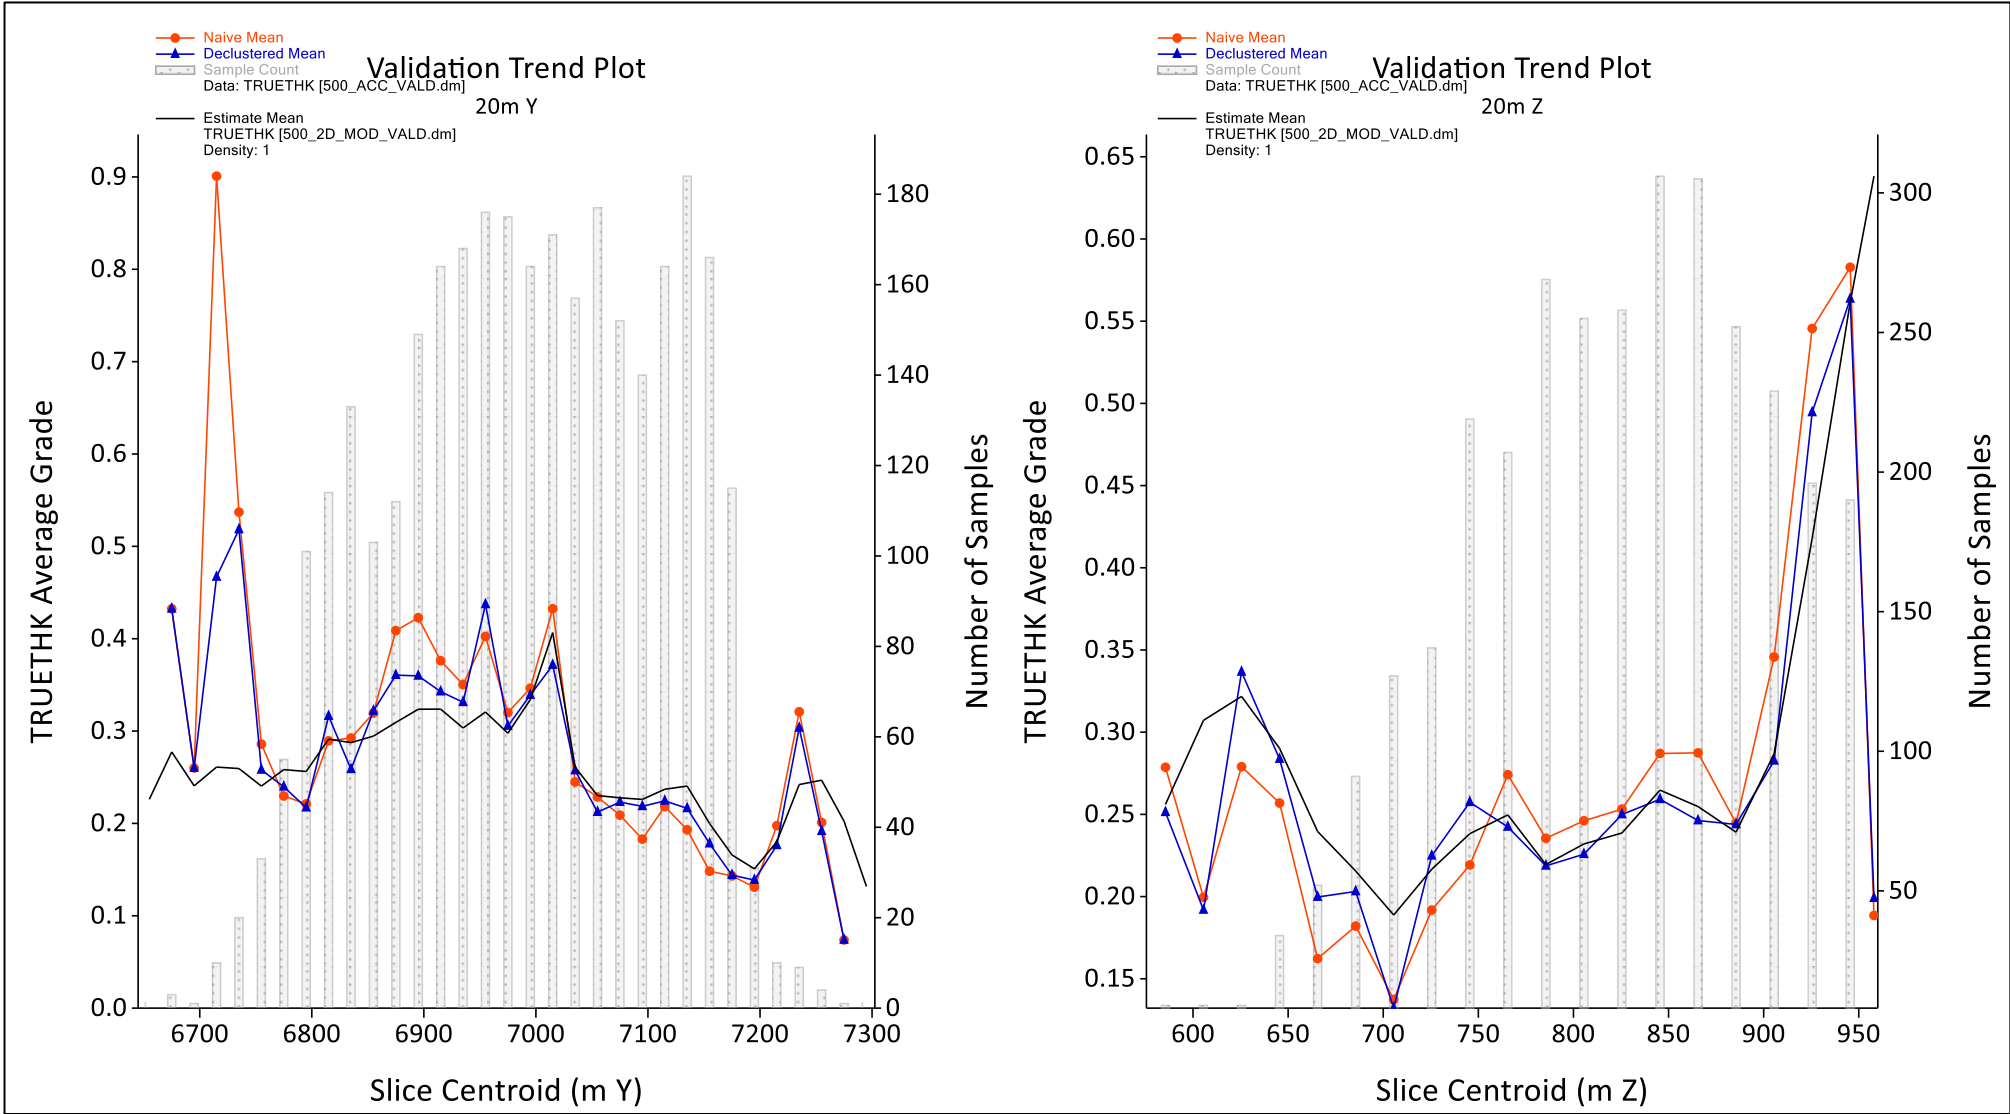 Naive Mean
Declustered Mean
Sample Count
Data: TRUETHK [500_ACC_VALD.dm]
Validation Trend Plot
20m Y
Estimate Mean
TRUETHK [500_2D_MOD_VALD.dm]
Density: 1
TRUETHK Average Grade
0.9
0.8
0.7
0.6
0.5
0.4
0.3
0.2
0.1
0.0
180
160
140
120
100
80
60
40
20
0
Number of Samples
6700 6800 6900 7000 7100 7200 7300
Slice Centroid (m Y)
Naive Mean
Declustered Mean
Sample Count
Data: TRUETHK [500_ACC_VALD.dm]
Validation Trend Plot
20m Z
Estimate Mean
TRUETHK [500_2D_MOD_VALD.dm]
Density: 1
TRUETHK Average Grade
0.65
0.60
0.55
0.50
0.45
0.40
0.35
0.30
0.25
0.20
0.15
300
250
200
150
100
50
Number of Samples
600 650 700 750 800 850 900 950
Slice Centroid (m Z)